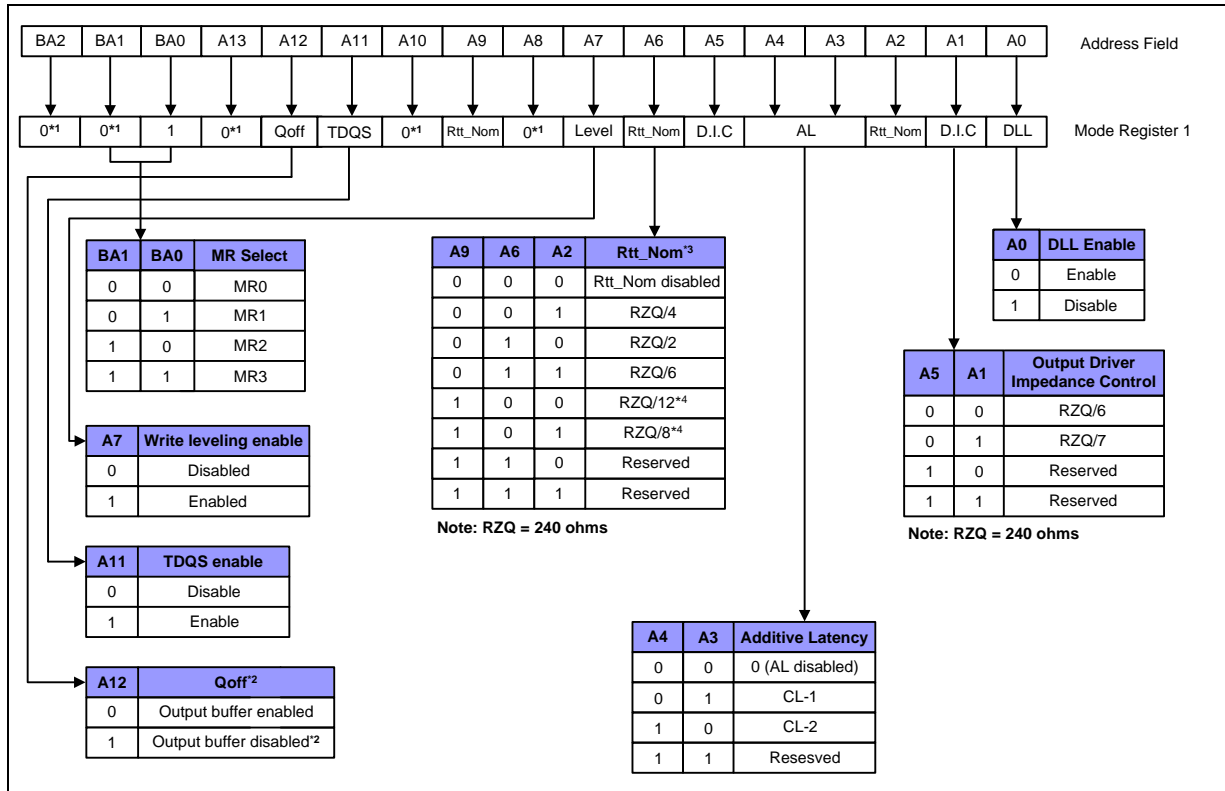 BA2 BA1 BA0 A13 A12 A11 A10 A9 A8 A7 A6 A5 A4 A3 A2 A1 A0 Address Field
0*1 0*1 1 0*1 Qoff TDQS 0*1 Rtt_Nom 0*1 Level Rtt_Nom D.I.C AL Rtt_Nom D.I.C DLL Mode Register 1
BA1 BA0 MR Select
0 0 MR0
0 1 MR1
1 0 MR2
1 1 MR3
A9 A6 A2 Rtt_Nom*3
0 0 0 Rtt_Nom disabled
0 0 1 RZQ/4
0 1 0 RZQ/2
0 1 1 RZQ/6
1 0 0 RZQ/12*4
1 0 1 RZQ/8*4
1 1 0 Reserved
1 1 1 Reserved
Note: RZQ = 240 ohms
A0 DLL Enable
0 Enable
1 Disable
A5 A1 Output Driver
Impedance Control
0 0 RZQ/6
0 1 RZQ/7
1 0 Reserved
1 1 Reserved
Note: RZQ = 240 ohms
A7 Write leveling enable
0 Disabled
1 Enabled
A11 TDQS enable
0 Disable
1 Enable
A12 Qoff*2
0 Output buffer enabled
1 Output buffer disabled*2
A4 A3 Additive Latency
0 0 0 (AL disabled)
0 1 CL-1
1 0 CL-2
1 1 Resesved